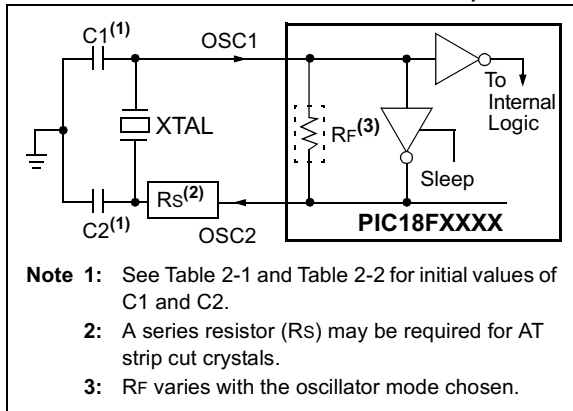 C1(1)
OSC1
To
Internal
Logic
XTAL
RF(3)
Sleep
RS(2)
C2(1)
OSC2
PIC18FXXXX
Note 1: See Table 2-1 and Table 2-2 for initial values of
C1 and C2.
2: A series resistor (RS) may be required for AT
strip cut crystals.
3: RF varies with the oscillator mode chosen.